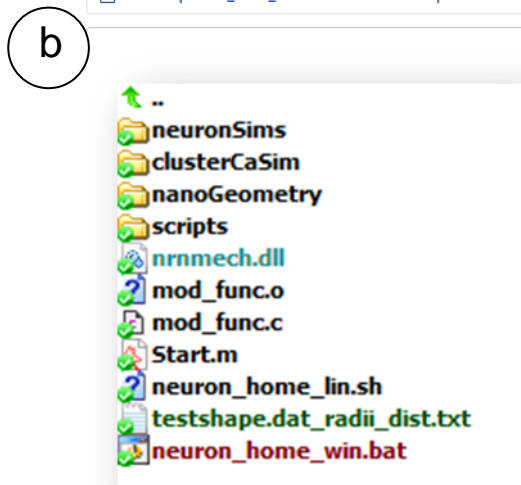 b
..
neuronSims
clusterCaSim
nanoGeometry
scripts
nrnmech.dll
mod_func.o
mod_func.c
Start.m
neuron_home_lin.sh
testshape.dat_radii_dist.txt
neuron_home_win.bat